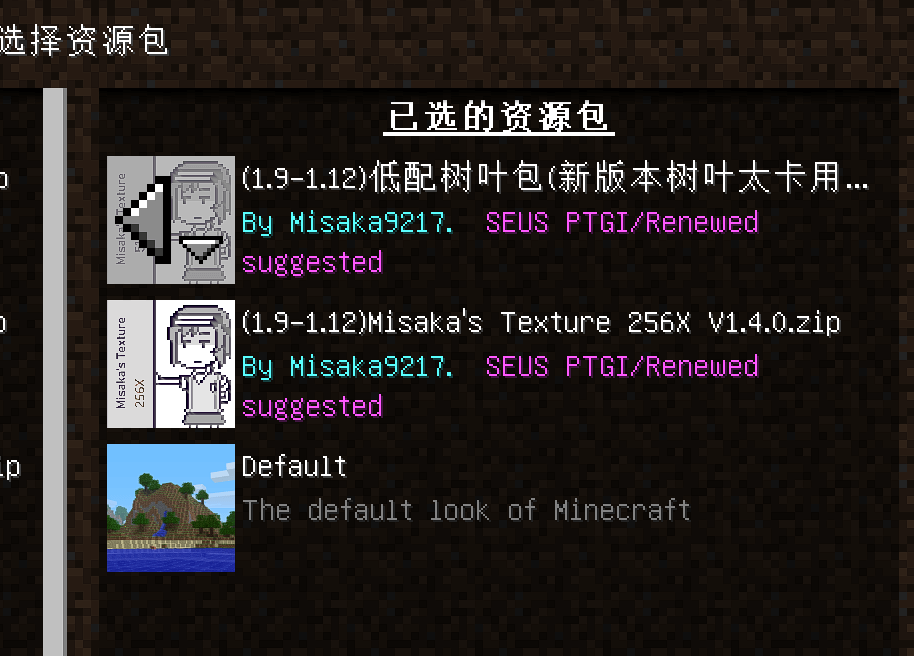 选择资源包
已选的资源包
(1.9-1.12)低配树叶包(新版本树叶太卡用...
By Misaka9217. SEUS PTGI/Renewed
suggested
(1.9-1.12)Misaka's Texture 256X V1.4.0.zip
By Misaka9217. SEUS PTGI/Renewed
suggested
Misaka's Texture
256X
Default
The default look of Minecraft